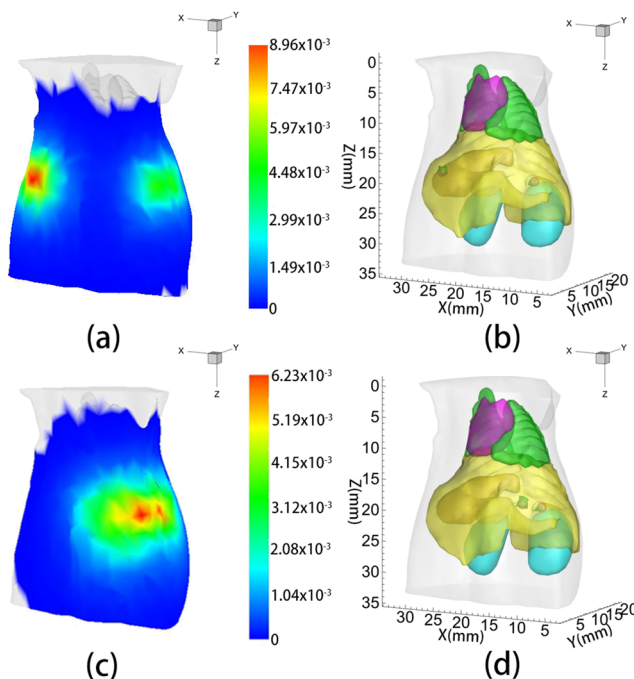 X Y Z
8.96x10-3
7.47x10-3
5.97x10-3
4.48x10-3
2.99x10-3
1.49x10-3
0
(a)
X Y Z
0
5
10
15
20
25
30
35
Z(mm)
30 25 20 15 10 5
X(mm)
5 10 15 20
Y(mm)
(b)
X Y Z
6.23x10-3
5.19x10-3
4.15x10-3
3.12x10-3
2.08x10-3
1.04x10-3
0
(c)
X Y Z
0
5
10
15
20
25
30
35
Z(mm)
30 25 20 15 10 5
X(mm)
5 10 15 20
Y(mm)
(d)